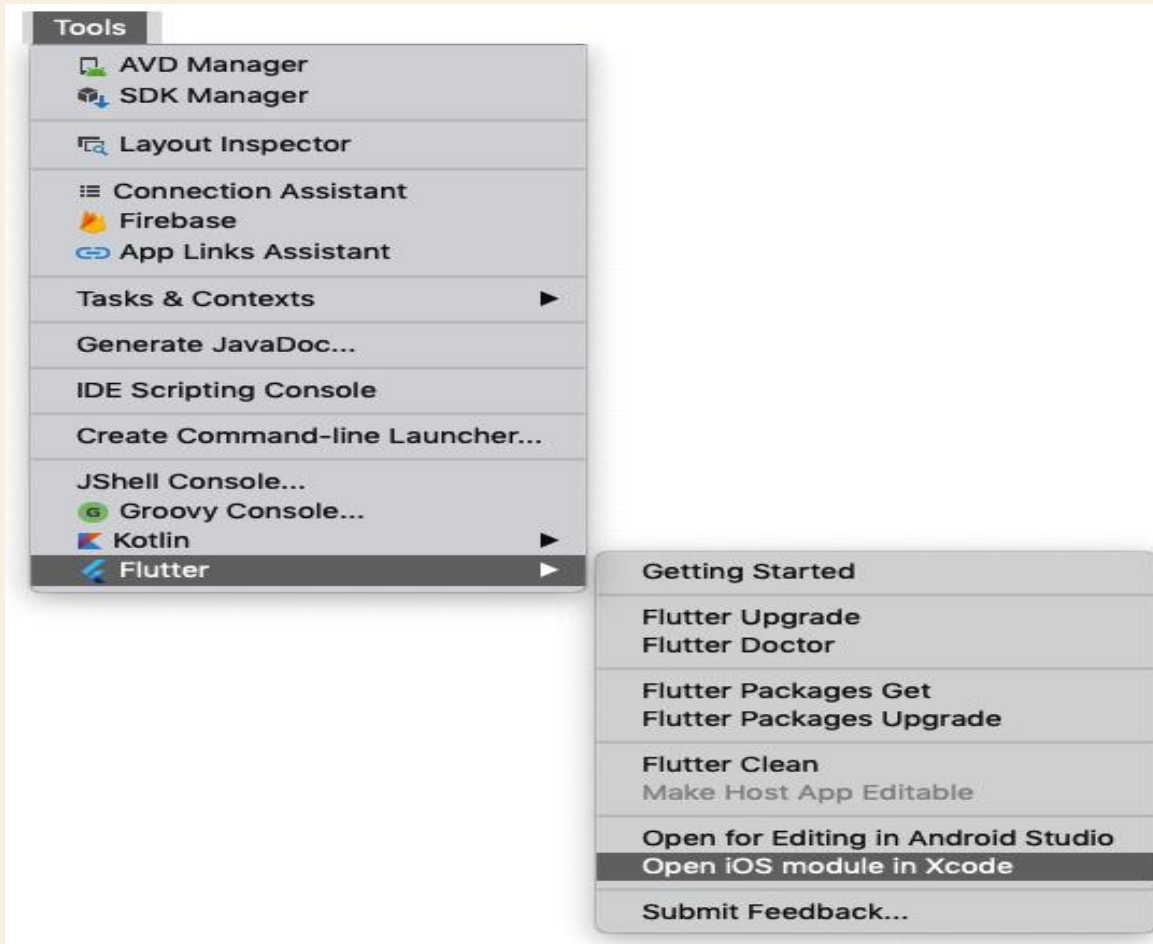 Tools
AVD Manager
SDK Manager
Layout Inspector
Connection Assistant
Firebase
App Links Assistant
Tasks & Contexts
Generate JavaDoc...
IDE Scripting Console
Create Command-line Launcher...
JShell Console...
G Groovy Console...
Kotlin
Flutter
Getting Started
Flutter Upgrade
Flutter Doctor
Flutter Packages Get
Flutter Packages Upgrade
Flutter Clean
Make Host App Editable
Open for Editing in Android Studio
Open iOS module in Xcode
Submit Feedback...